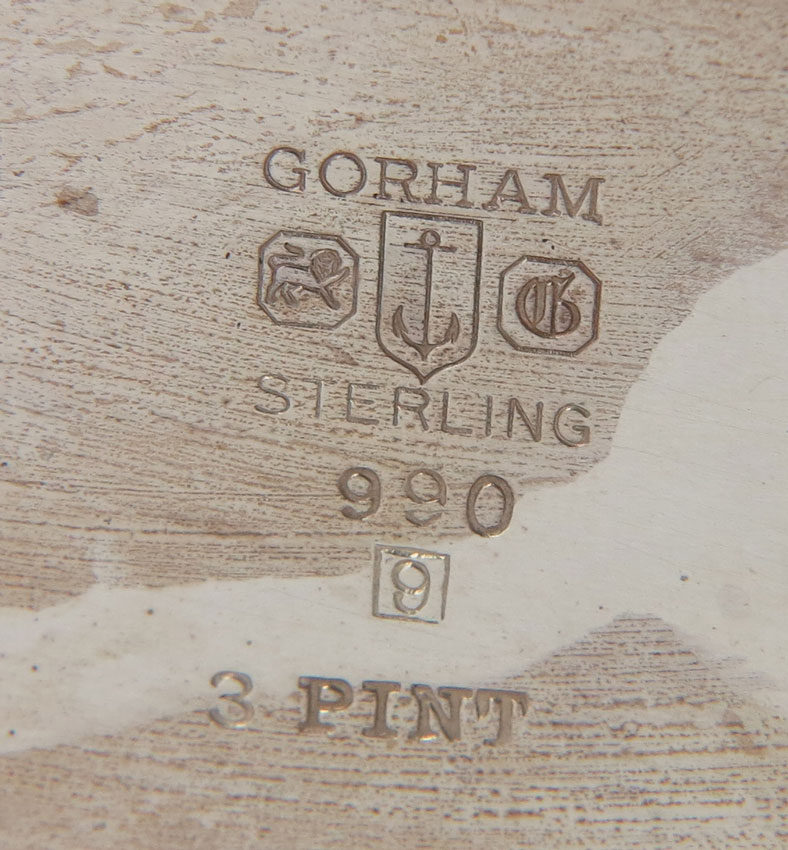 GORHAM
G
STERLING
990
9
3 PINT